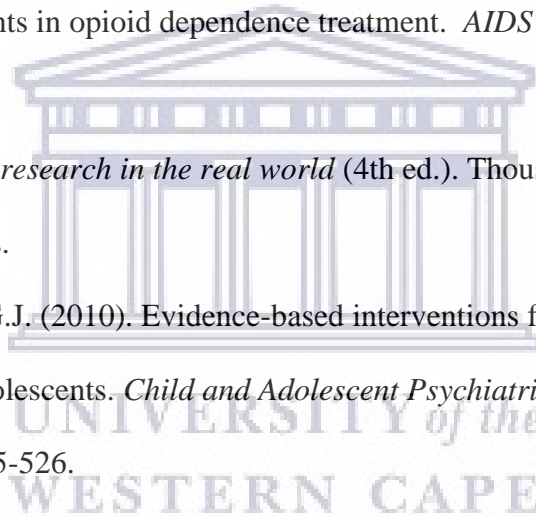 nts in opioid dependence treatment. AIDS
research in the real world (4th ed.). Thous
.
G.J. (2010). Evidence-based interventions f
olescents. Child and Adolescent Psychiatri
UNIVERSITY of the
5-526.
WESTERN CAPE